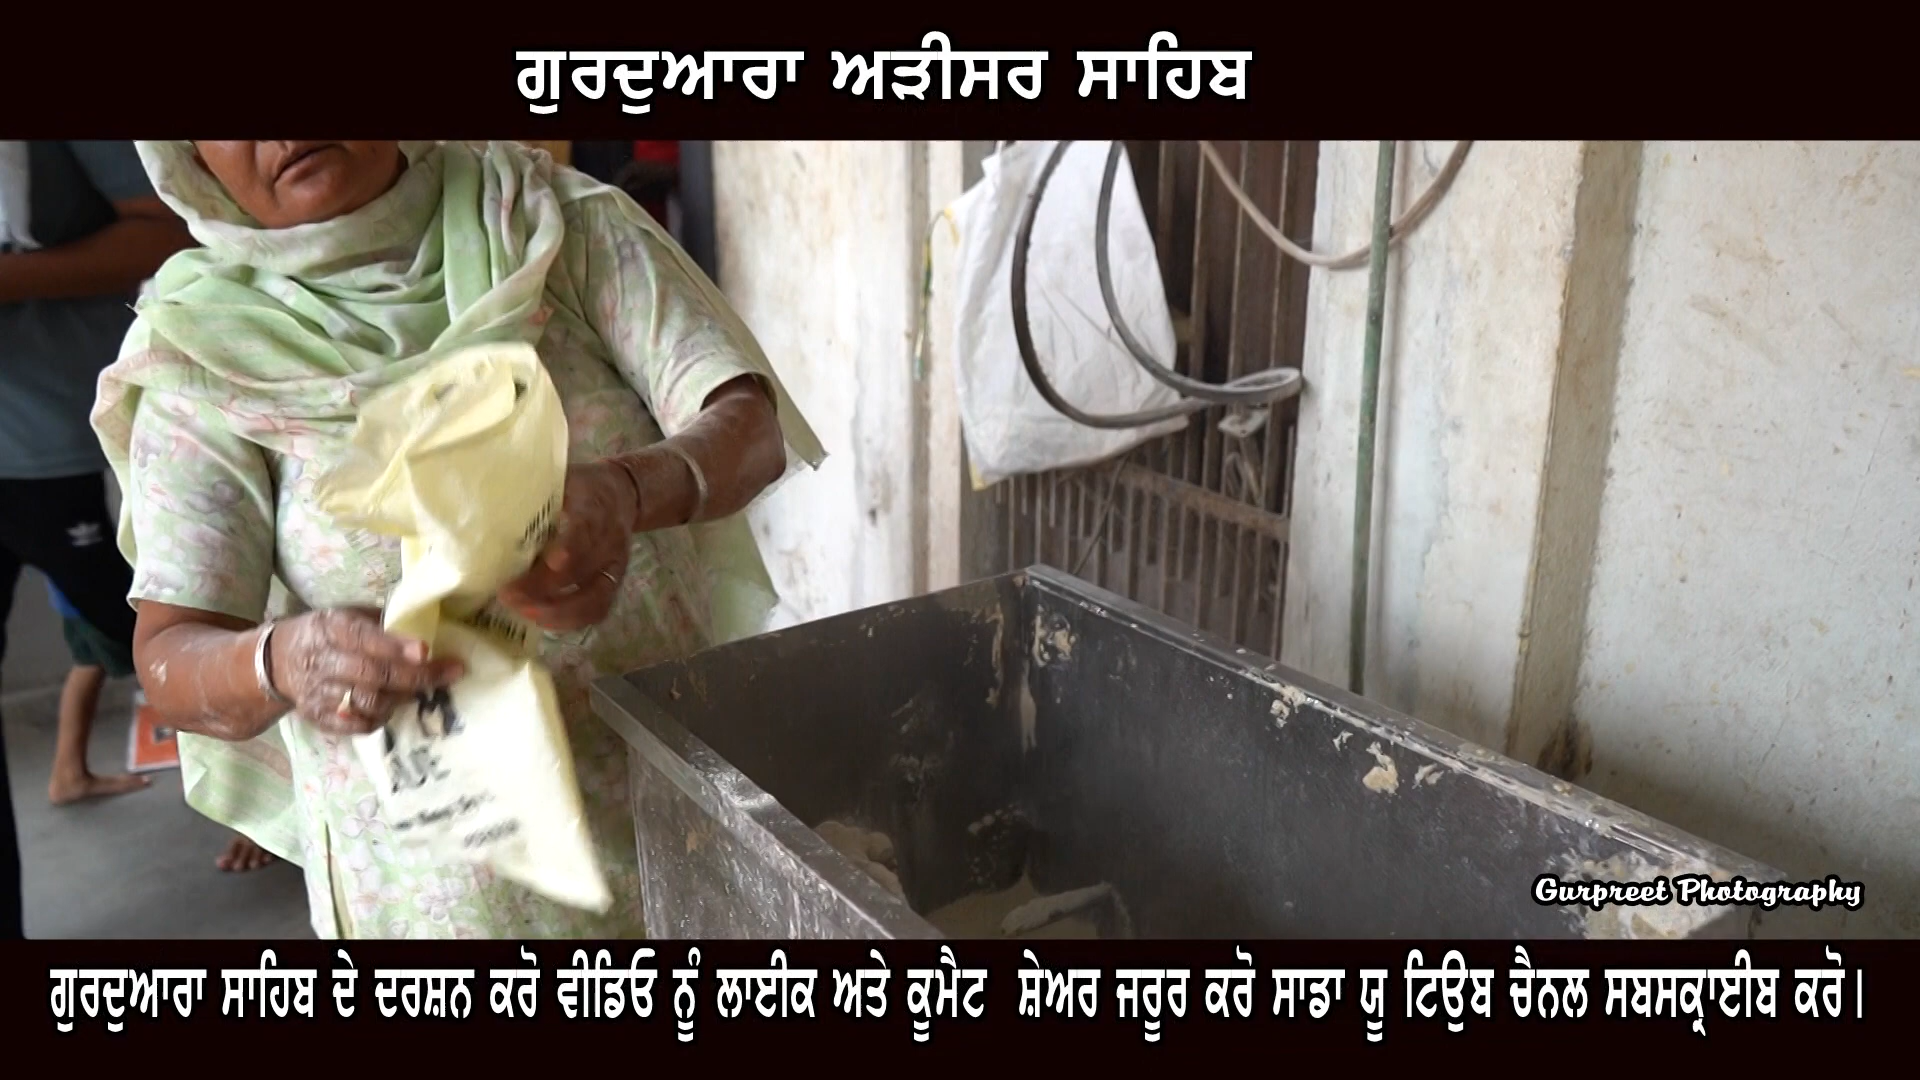 ਗੁਰਦੁਆਰਾ ਅੜੀਸਰ ਸਾਹਿਬ
Gurpreet Photography
ਗੁਰਦੁਆਰਾ ਸਾਹਿਬ ਦੇ ਦਰਸ਼ਨ ਕਰੋ ਵੀਡਿਓ ਨੂੰ ਲਾਈਕ ਅਤੇ ਕੂਮੈਟ ਸ਼ੇਅਰ ਜਰੂਰ ਕਰੋ ਸਾਡਾ ਯੂ ਟਿਉਬ ਚੈਨਲ ਸਬਸਕ੍ਰਾਈਬ ਕਰੋ।